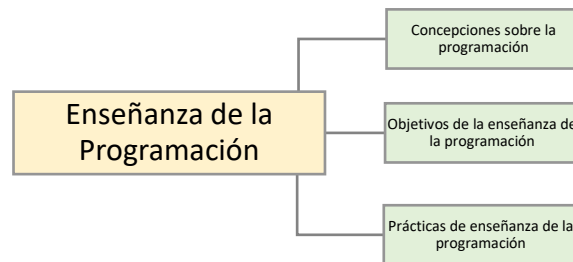 Concepciones sobre la
programación
Enseñanza de la
Programación
Objetivos de la enseñanza de
la programación
Prácticas de enseñanza de la
programación